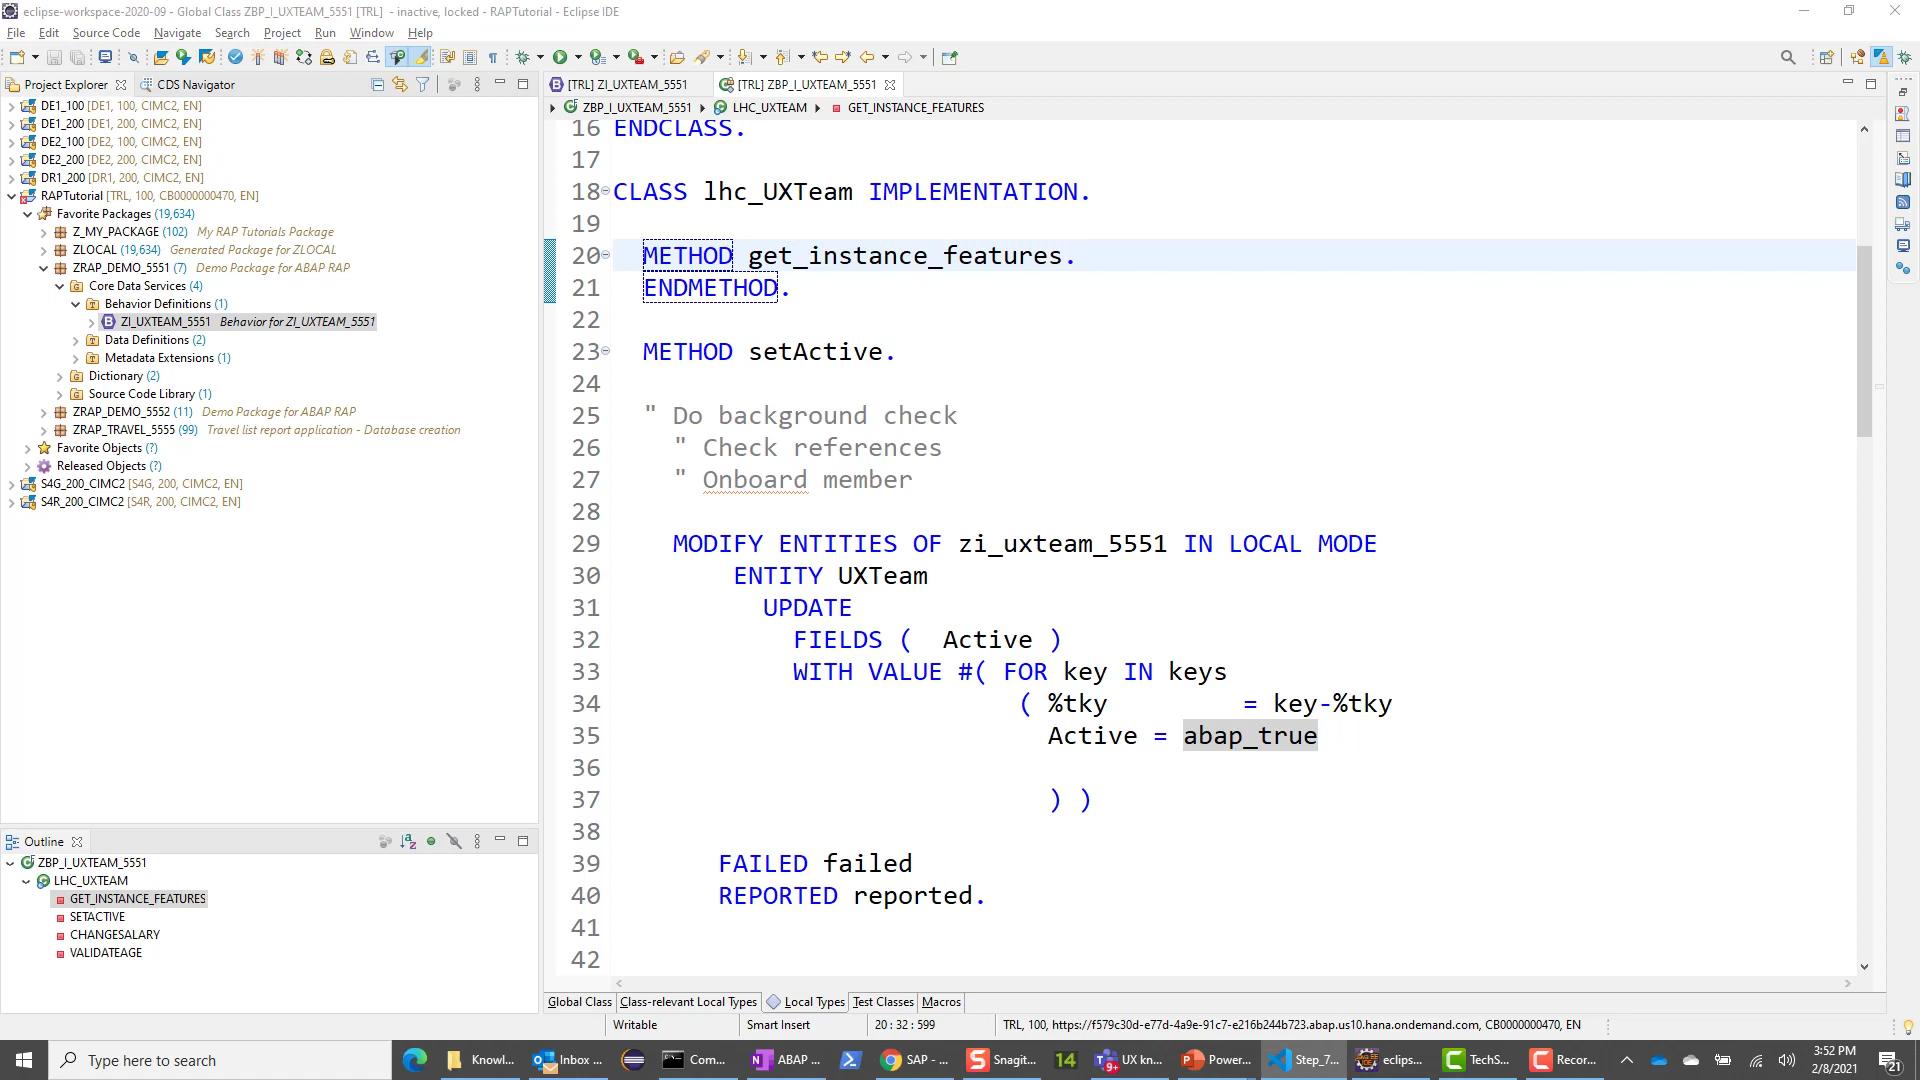 eclipse-workspace-2020-09 - Global Class ZBP_I_UXTEAM_5551 [TRL] - inactive, locked - RAPTutorial - Eclipse IDE
File Edit Source Code Navigate Search Project Run Window Help
Project Explorer CDS Navigator
[TRL] ZI_UXTEAM_5551 [TRL] ZBP_I_UXTEAM_5551
ZBP_I_UXTEAM_5551 LHC_UXTEAM GET_INSTANCE_FEATURES
DE1_100 [DE1, 100, CIMC2, EN]
DE1_200 [DE1, 200, CIMC2, EN]
DE2_100 [DE2, 100, CIMC2, EN]
DE2_200 [DE2, 200, CIMC2, EN]
DR1_200 [DR1, 200, CIMC2, EN]
RAPTutorial [TRL, 100, CB0000000470, EN]
Favorite Packages (19,634)
Z_MY_PACKAGE (102) My RAP Tutorials Package
ZLOCAL (19,634) Generated Package for ZLOCAL
ZRAP_DEMO_5551 (7) Demo Package for ABAP RAP
Core Data Services (4)
Behavior Definitions (1)
ZI_UXTEAM_5551 Behavior for ZI_UXTEAM_5551
Data Definitions (2)
Metadata Extensions (1)
Dictionary (2)
Source Code Library (1)
ZRAP_DEMO_5552 (11) Demo Package for ABAP RAP
ZRAP_TRAVEL_5555 (99) Travel list report application - Database creation
Favorite Objects (?)
Released Objects (?)
S4G_200_CIMC2 [S4G, 200, CIMC2, EN]
S4R_200_CIMC2 [S4R, 200, CIMC2, EN]
Outline
ZBP_I_UXTEAM_5551
LHC_UXTEAM
GET_INSTANCE_FEATURES
SETACTIVE
CHANGESALARY
VALIDATEAGE
16 ENDCLASS.
17
18 CLASS lhc_UXTeam IMPLEMENTATION.
19
20 METHOD get_instance_features.
21 ENDMETHOD.
22
23 METHOD setActive.
24
25 " Do background check
26 " Check references
27 " Onboard member
28
29 MODIFY ENTITIES OF zi_uxteam_5551 IN LOCAL MODE
30 ENTITY UXTeam
31 UPDATE
32 FIELDS ( Active )
33 WITH VALUE #( FOR key IN keys
34 ( %tky = key-%tky
35 Active = abap_true
36
37 ) )
38
39 FAILED failed
40 REPORTED reported.
41
42
Global Class Class-relevant Local Types Local Types Test Classes Macros
Writable Smart Insert 20 : 32 : 599 TRL, 100, https://f579c30d-e77d-4a9e-91c7-e216b244b723.abap.us10.hana.ondemand.com, CB0000000470, EN
Type here to search Knowl... Inbox ... Com... ABAP ... SAP - ... Snagit... 14 UX kn... 9+ Power... Step_7... eclips... TechS... Recor... 3:52 PM
2/8/2021
21